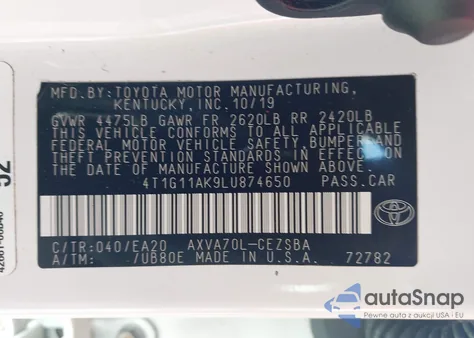 MFD.BY:TOYOTA MOTOR MANUFACTURING,
KENTUCKY,INC.10/19
GVWR 4475LB GAWR FR 2620LB RR 2420LB
THIS VEHICLE CONFORMS TO ALL APPLICABLE
FEDERAL MOTOR VEHICLE SAFETY,BUMPER,AND
THEFT PREVENTION STANDARDS IN EFFECT ON
THE DATE OF MANUFACTURE SHOWN ABOVE.
4T1G11AK9LU874650 PASS.CAR
C/TR:040/EA20 AXVA70L-CEZSBA
A/TM: /UB80E MADE IN U.S.A. 72782
TOYOTA
52
autoSnap
Pewne auta z aukcji USA - EU